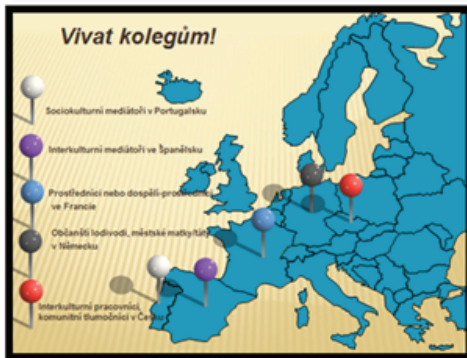 Vivat kolegům!
Sociokulturní mediátoři v Portugalsku
Interkulturní mediátoři ve Španělsku
Prostředníci nebo dospělí-prostředníci
ve Francie
Občanští lodivodi, městské matky/táty
v Německu
Interkulturní pracovníci,
komunitní tlumočníci v Česku